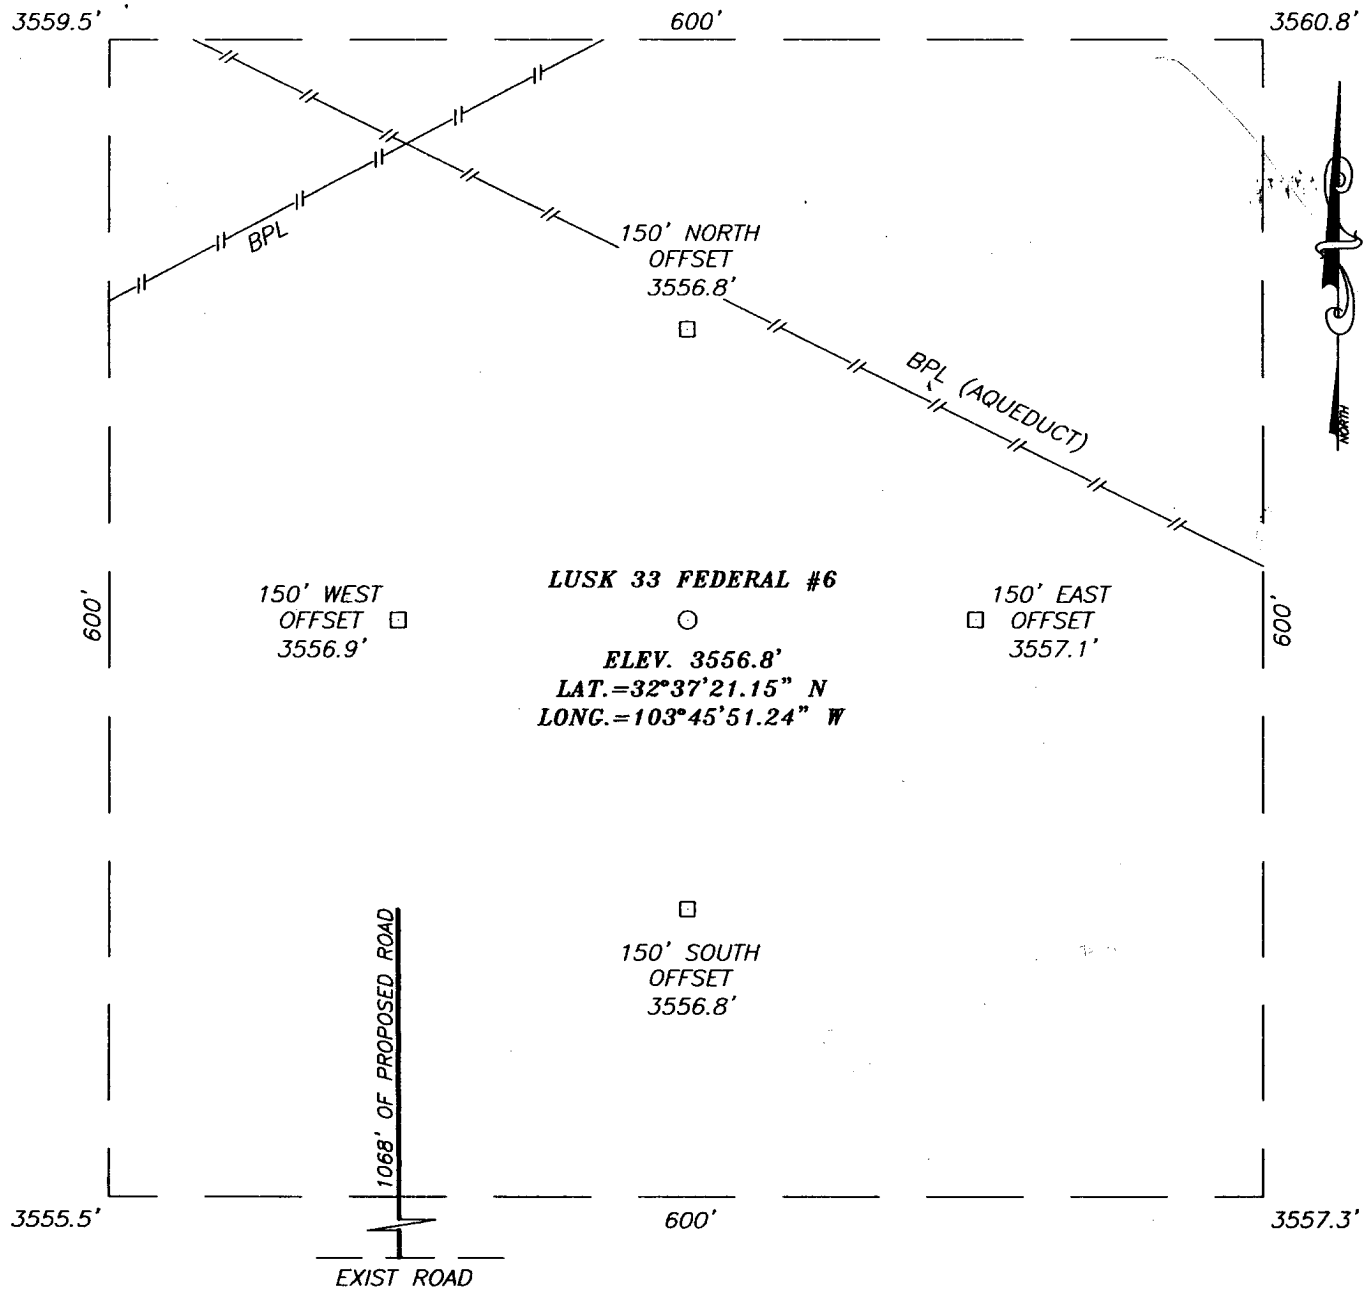 3559.5'
600'
3560.8'
BPL
150' NORTH
OFFSET
3556.8'
NORTH
BPL (AQUEDUCT)
600'
150' WEST
OFFSET
3556.9'
LUSK 33 FEDERAL #6
ELEV. 3556.8'
LAT.=32°37'21.15" N
LONG.=103°45'51.24" W
150' EAST
OFFSET
3557.1'
600'
1068' OF PROPOSED ROAD
150' SOUTH
OFFSET
3556.8'
3555.5'
600'
3557.3'
EXIST ROAD